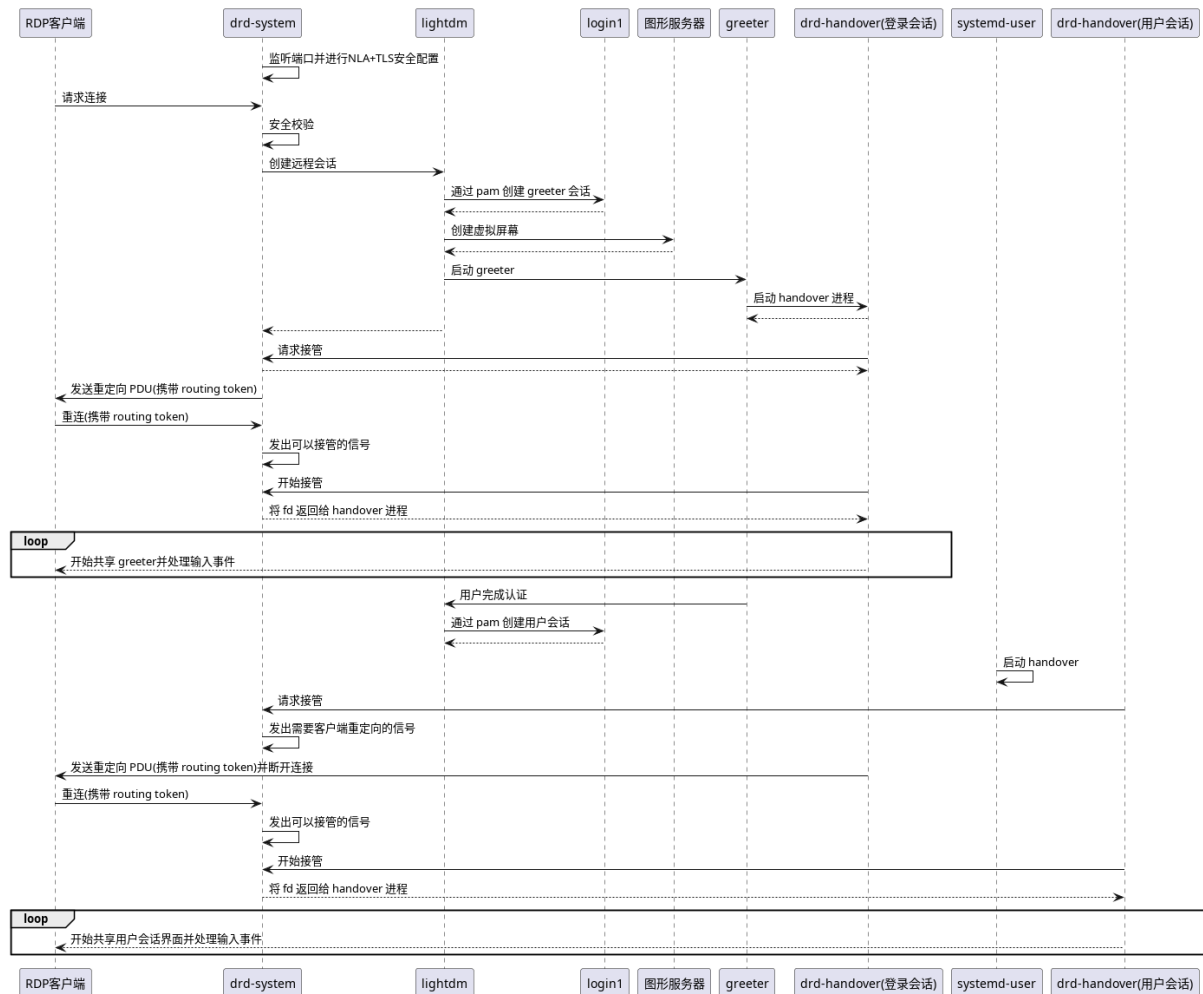 RDP客户端
drd-system
lightdm
login1
图形服务器
greeter
drd-handover(登录会话)
systemd-user
drd-handover(用户会话)
监听端口并进行NLA+TLS安全配置
请求连接
安全校验
创建远程会话
通过 pam 创建 greeter 会话
创建虚拟屏幕
启动 greeter
启动 handover 进程
请求接管
发送重定向 PDU(携带 routing token)
重连(携带 routing token)
发出可以接管的信号
开始接管
将 fd 返回给 handover 进程
loop
开始共享 greeter并处理输入事件
用户完成认证
通过 pam 创建用户会话
启动 handover
请求接管
发出需要客户端重定向的信号
发送重定向 PDU(携带 routing token)并断开连接
重连(携带 routing token)
发出可以接管的信号
开始接管
将 fd 返回给 handover 进程
loop
开始共享用户会话界面并处理输入事件
RDP客户端
drd-system
lightdm
login1
图形服务器
greeter
drd-handover(登录会话)
systemd-user
drd-handover(用户会话)